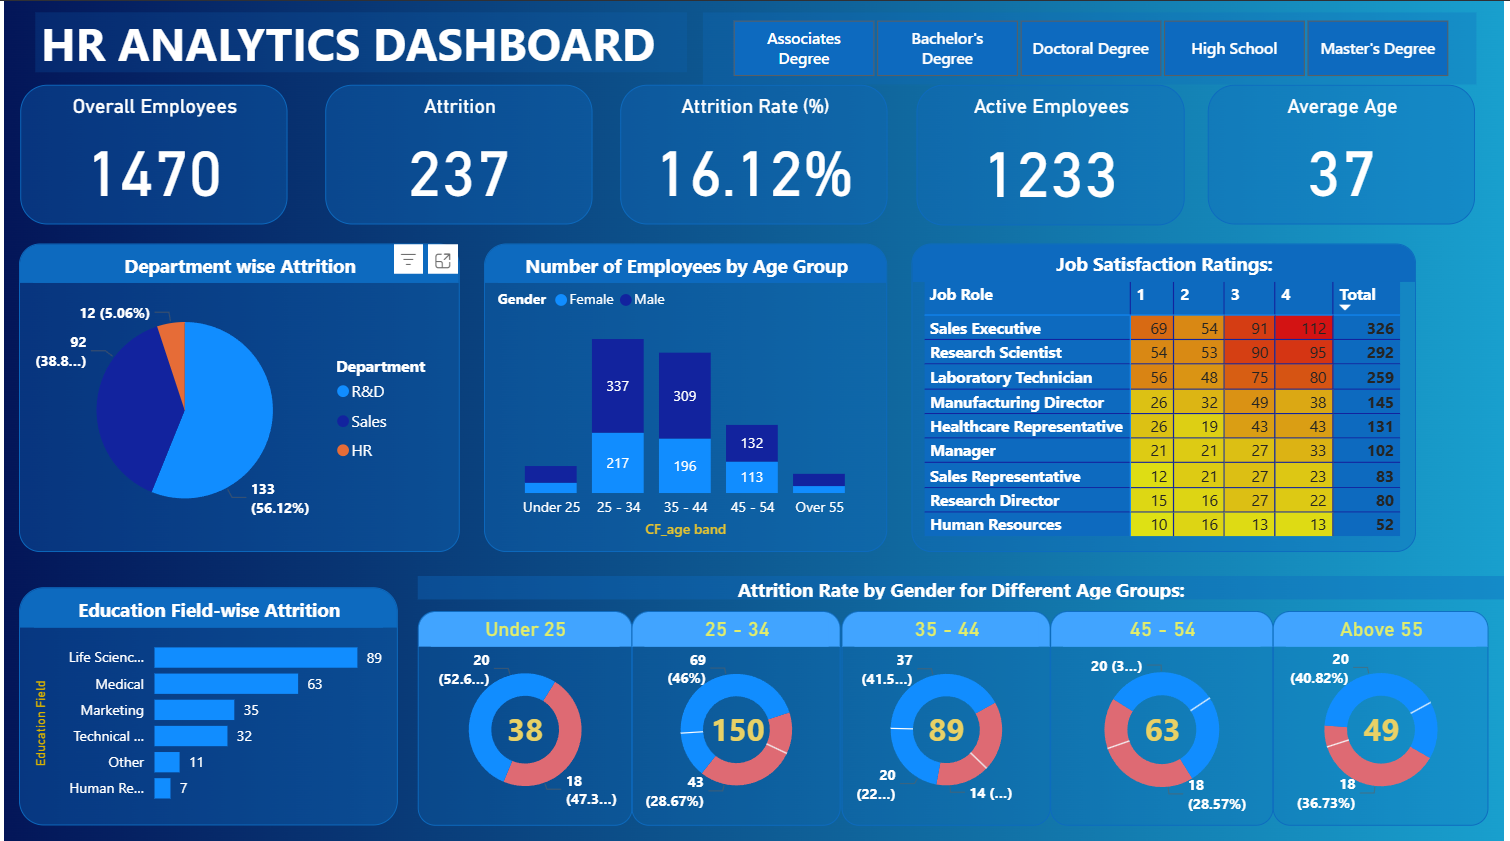 HR ANALYTICS DASHBOARD
Associates
Degree
Bachelor's
Degree
Doctoral Degree
High School
Master's Degree
Overall Employees
1470
Attrition
237
Attrition Rate (%)
16.12%
Active Employees
1233
Average Age
37
Department wise Attrition
12 (5.06%)
92
(38.8...)
133
(56.12%)
Department
R&D
Sales
HR
Number of Employees by Age Group
Gender Female Male
337 309 132
217 196 113
Under 25 25 - 34 35 - 44 45 - 54 Over 55
CF_age band
Job Satisfaction Ratings:
Job Role 1 2 3 4 Total
Sales Executive 69 54 91 112 326
Research Scientist 54 53 90 95 292
Laboratory Technician 56 48 75 80 259
Manufacturing Director 26 32 49 38 145
Healthcare Representative 26 19 43 43 131
Manager 21 21 27 33 102
Sales Representative 12 21 27 23 83
Research Director 15 16 27 22 80
Human Resources 10 16 13 13 52
Education Field-wise Attrition
Education Field
Life Scienc... 89
Medical 63
Marketing 35
Technical ... 32
Other 11
Human Re... 7
Attrition Rate by Gender for Different Age Groups:
Under 25
20
(52.6...)
38
18
(47.3...)
25 - 34
69
(46%)
150
43
(28.67%)
35 - 44
37
(41.5...)
89
20
(22...)
14 (...)
45 - 54
20 (3...)
63
18
(28.57%)
Above 55
20
(40.82%)
49
18
(36.73%)